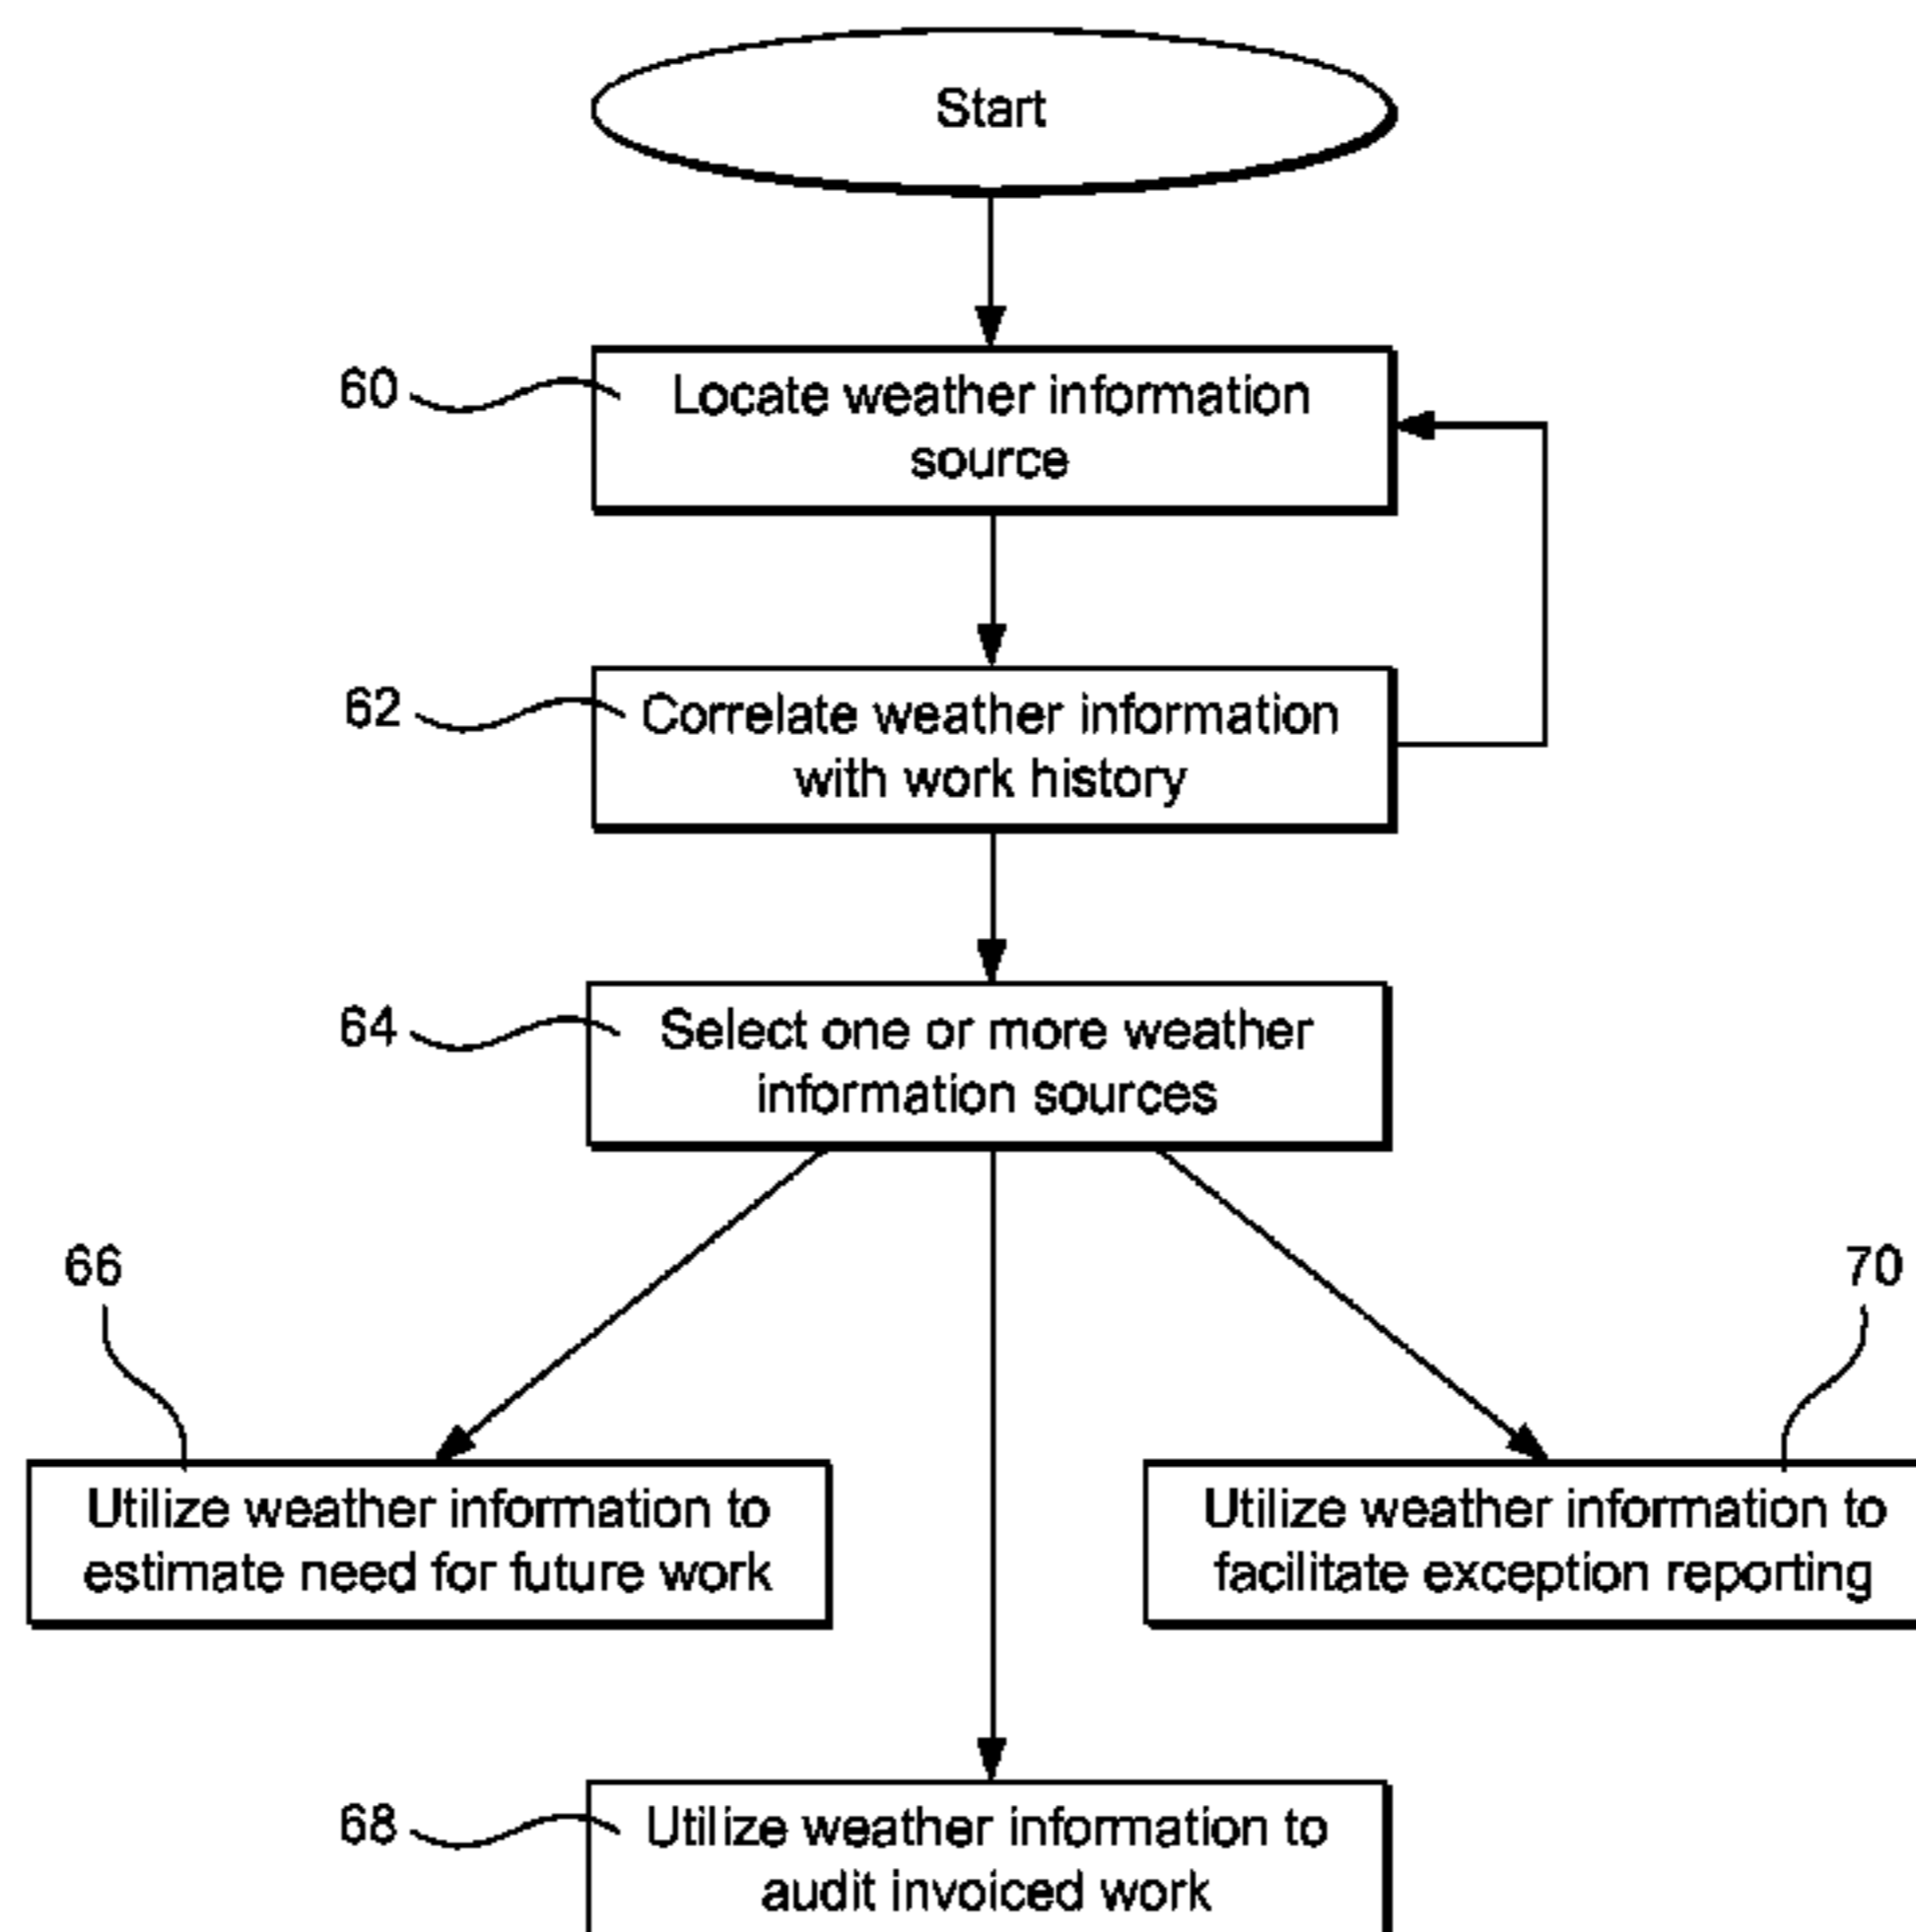 Start
60
Locate weather information
source
62
Correlate weather information
with work history
64
Select one or more weather
information sources
66
70
Utilize weather information to
estimate need for future work
Utilize weather information to
facilitate exception reporting
68
Utilize weather information to
audit invoiced work